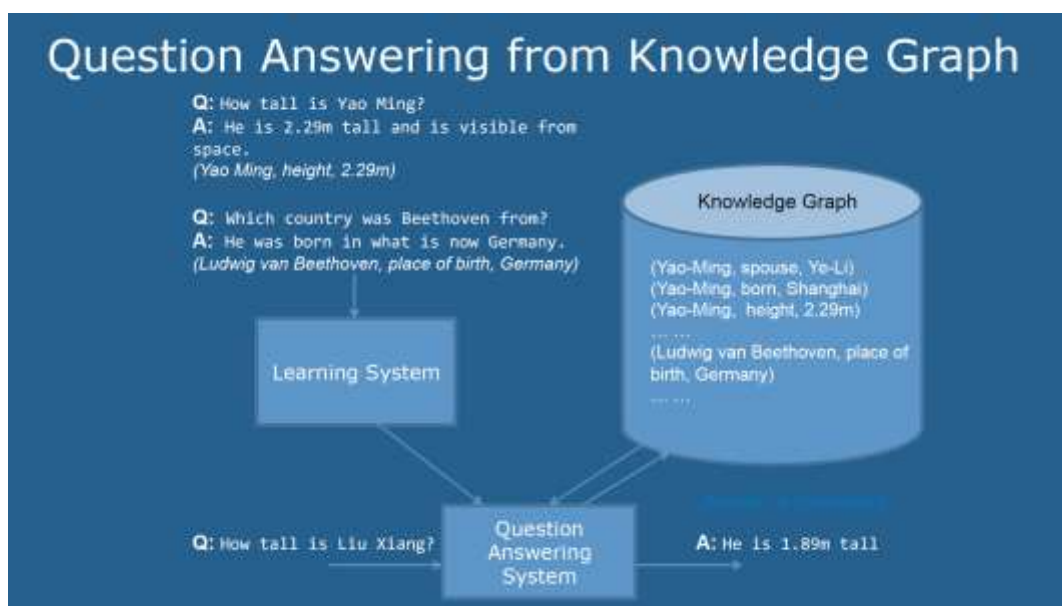 Question Answering from Knowledge Graph
Q: How tall is Yao Ming?
A: He is 2.29m tall and is visible from
space.
(Yao Ming, height, 2.29m)
Q: Which country was Beethoven from?
A: He was born in what is now Germany.
(Ludwig van Beethoven, place of birth, Germany)
Learning System
Knowledge Graph
(Yao-Ming, spouse, Ye-Li)
(Yao-Ming, born, Shanghai)
(Yao-Ming, height, 2.29m)
... ...
(Ludwig van Beethoven, place of
birth, Germany)
... ...
Q: How tall is Liu Xiang?
Question
Answering
System
A: He is 1.89m tall